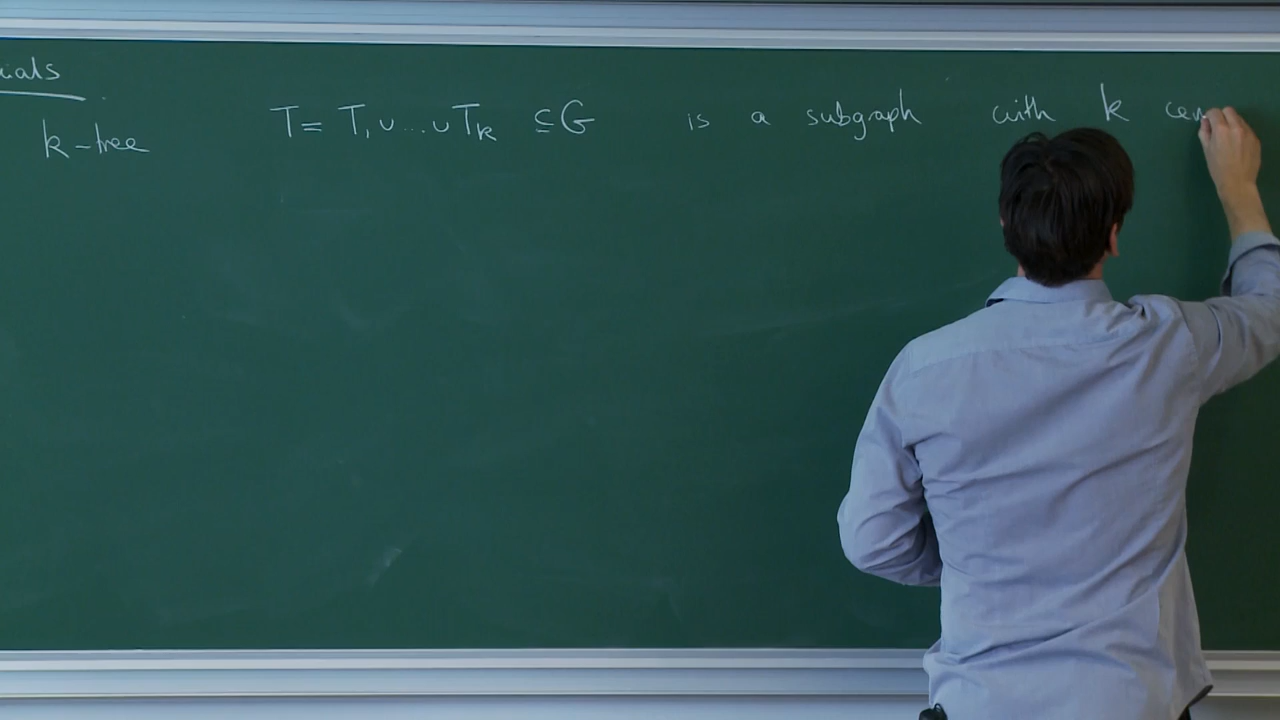 ials
k-tree T = T₁ ∪ ... ∪ Tₖ ⊆ G is a subgraph with k